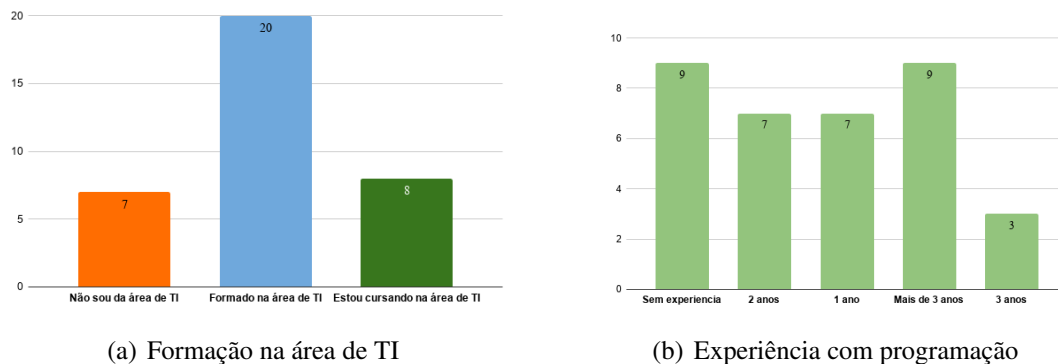 20
15
10
5
0
7
20
8
Não sou da área de TI
Formado na área de TI
Estou cursando na área de TI
(a) Formação na área de TI
10
8
6
4
2
0
9
7
7
9
3
Sem experiencia
2 anos
1 ano
Mais de 3 anos
3 anos
(b) Experiência com programação